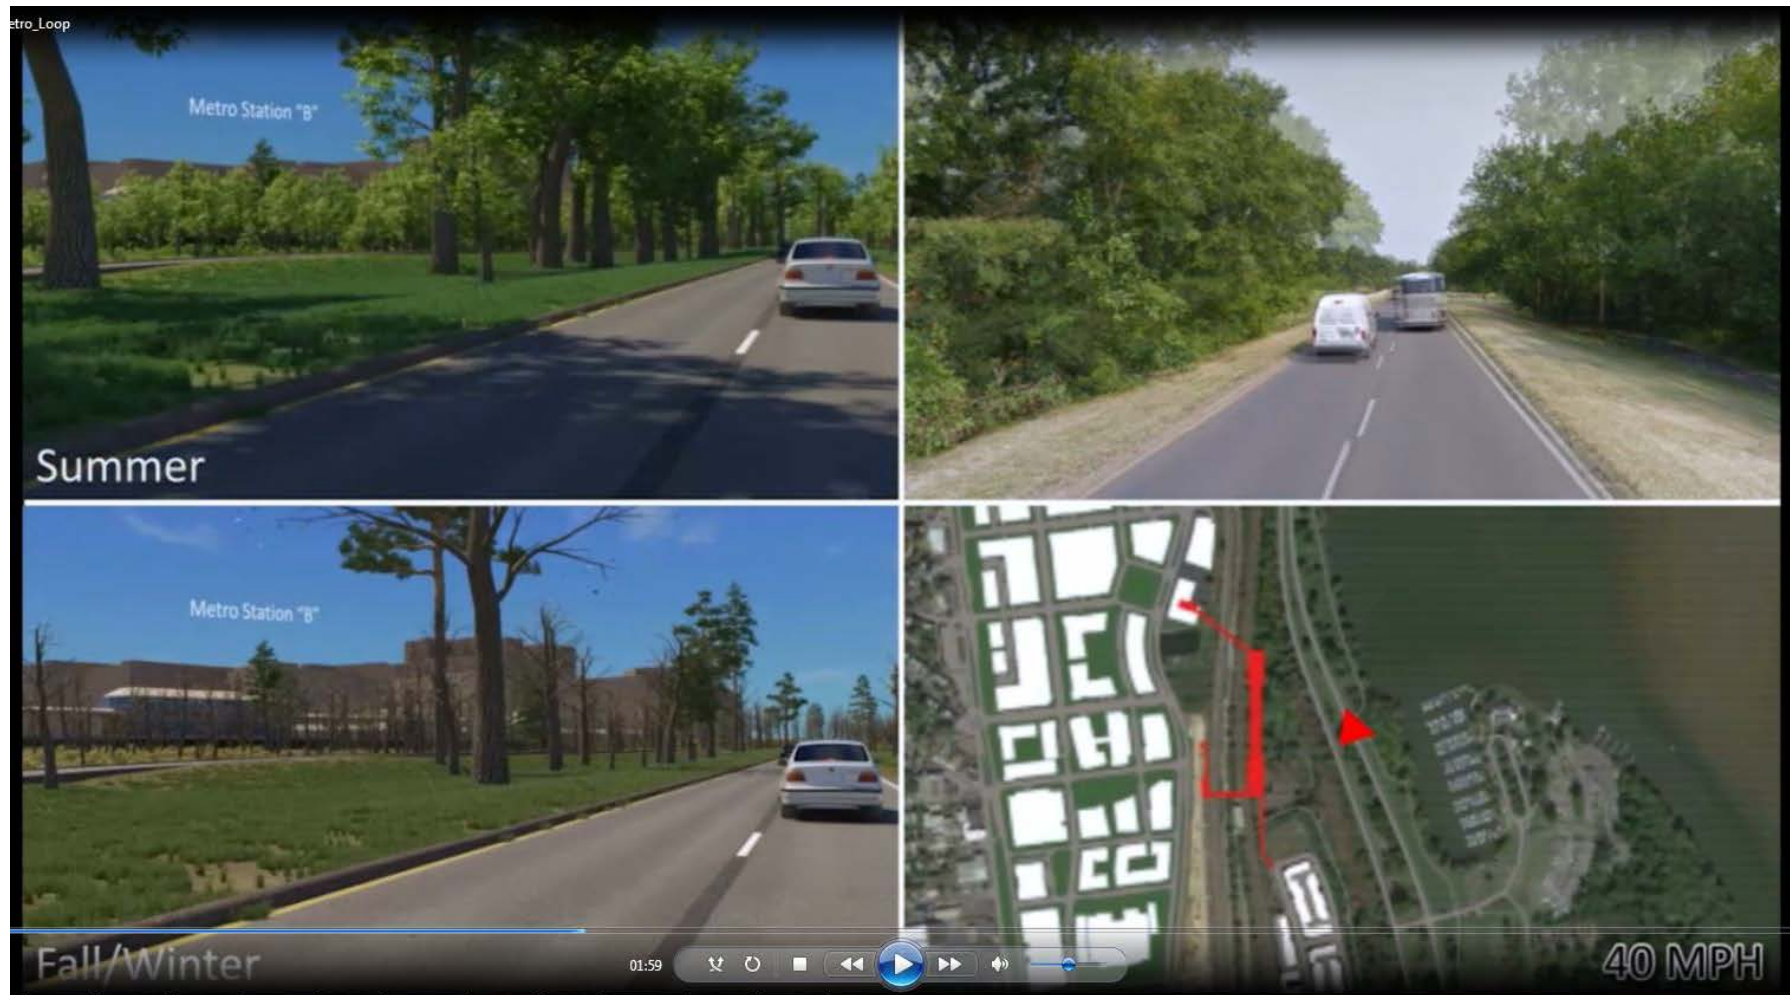 etro_Loop
Metro Station "B"
Summer
Metro Station "B"
Fall/Winter
01:59
40 MPH